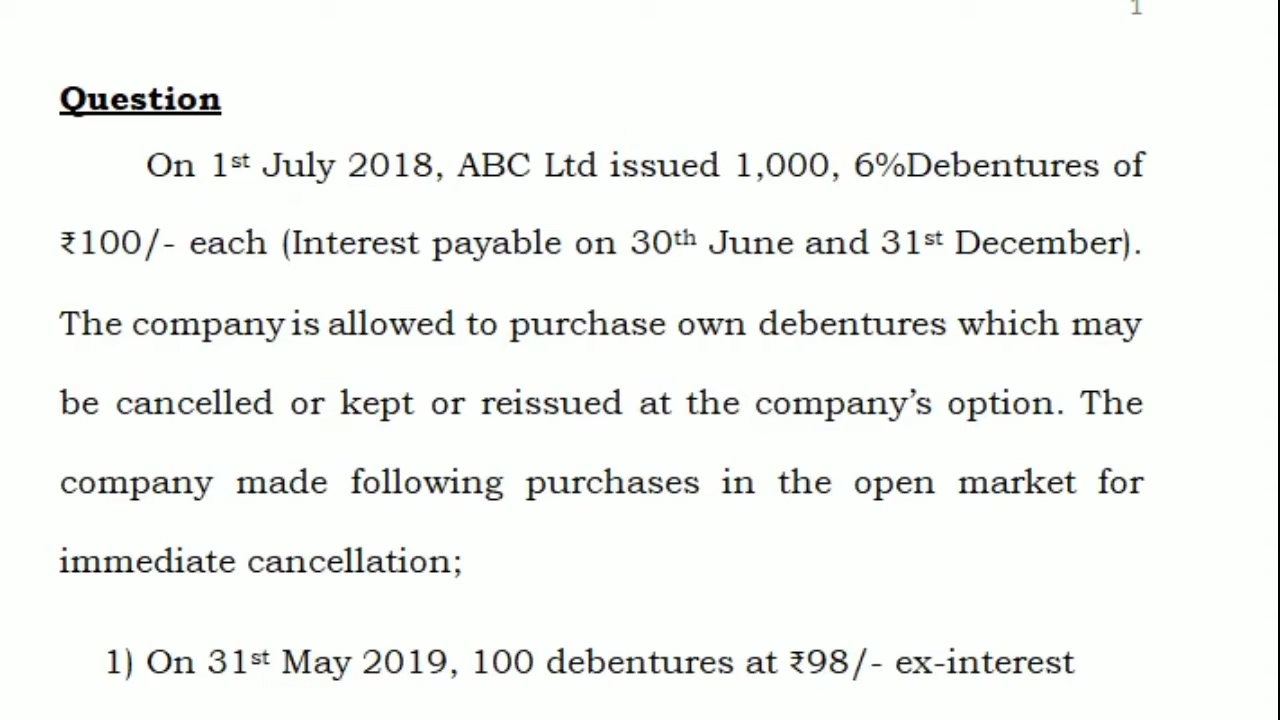 1
Question
On 1st July 2018, ABC Ltd issued 1,000, 6%Debentures of
₹100/- each (Interest payable on 30th June and 31st December).
The company is allowed to purchase own debentures which may
be cancelled or kept or reissued at the company’s option. The
company made following purchases in the open market for
immediate cancellation;
1) On 31st May 2019, 100 debentures at ₹98/- ex-interest